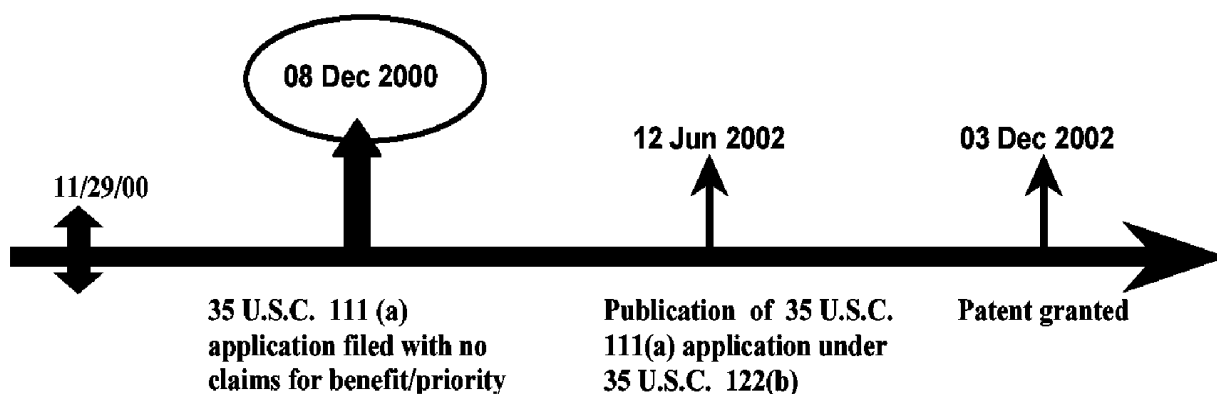 08 Dec 2000
12 Jun 2002
03 Dec 2002
11/29/00
35 U.S.C. 111 (a)
application filed with no
claims for benefit/priority
Publication of 35 U.S.C.
111(a) application under
35 U.S.C. 122(b)
Patent granted